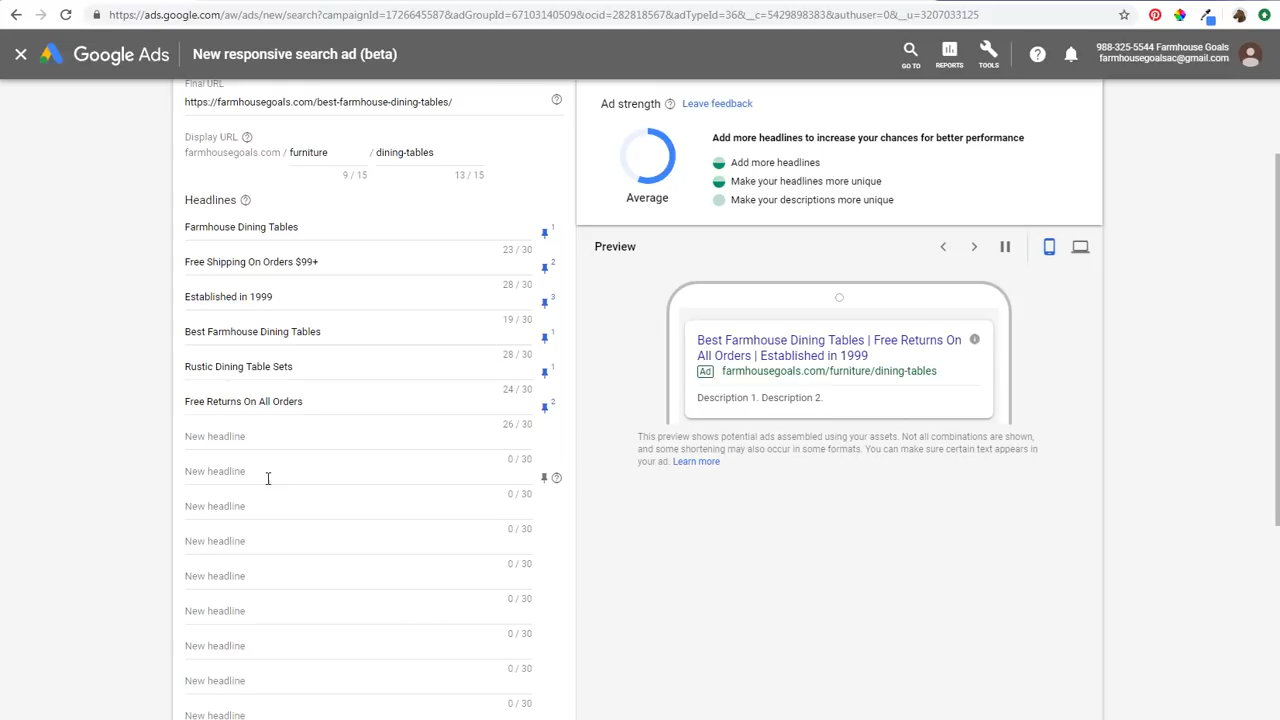 https://ads.google.com/aw/ads/new/search?campaignId=1726645587&adGroupId=67103140509&ocid=282818567&adTypeId=36&__c=5429898383&authuser=0&__u=3207033125
Google Ads
New responsive search ad (beta)
GO TO
REPORTS
TOOLS
988-325-5544 Farmhouse Goals
farmhousegoalsac@gmail.com
Final URL
https://farmhousegoals.com/best-farmhouse-dining-tables/
Display URL
farmhousegoals.com / furniture / dining-tables
9 / 15
13 / 15
Headlines
Farmhouse Dining Tables
1
23 / 30
Free Shipping On Orders $99+
2
28 / 30
Established in 1999
3
19 / 30
Best Farmhouse Dining Tables
1
28 / 30
Rustic Dining Table Sets
1
24 / 30
Free Returns On All Orders
2
26 / 30
New headline
0 / 30
New headline
0 / 30
New headline
0 / 30
New headline
0 / 30
New headline
0 / 30
New headline
0 / 30
New headline
0 / 30
New headline
0 / 30
New headline
Ad strength
Leave feedback
Average
Add more headlines to increase your chances for better performance
Add more headlines
Make your headlines more unique
Make your descriptions more unique
Preview
Best Farmhouse Dining Tables | Free Returns On
All Orders | Established in 1999
Ad farmhousegoals.com/furniture/dining-tables
Description 1. Description 2.
This preview shows potential ads assembled using your assets. Not all combinations are shown,
and some shortening may also occur in some formats. You can make sure certain text appears in
your ad. Learn more